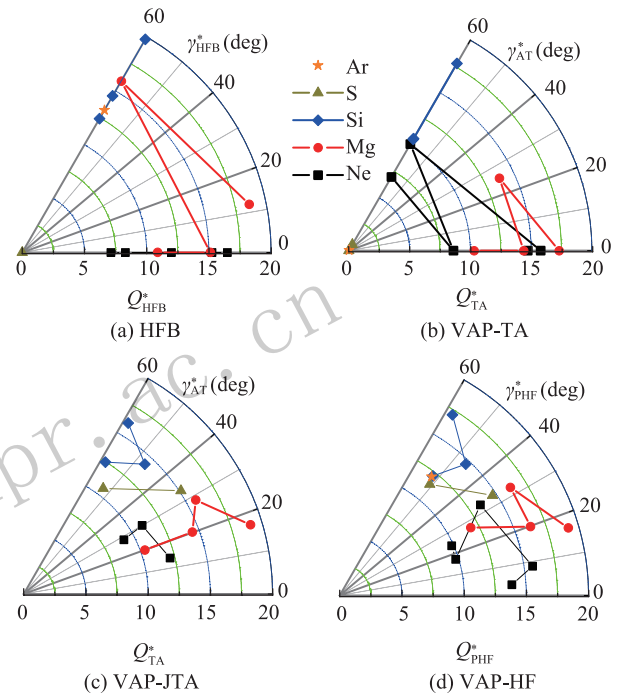 60
γ*HFB (deg)
40
20
0
0 5 10 15 20
Q*HFB
(a) HFB
Ar
S
Si
Mg
Ne
60
γ*AT (deg)
40
20
0
0 5 10 15 20
Q*TA
(b) VAP-TA
60
γ*AT (deg)
40
20
0
0 5 10 15 20
Q*TA
(c) VAP-JTA
60
γ*PHF (deg)
40
20
0
0 5 10 15 20
Q*PHF
(d) VAP-HF
npr.ac.cn